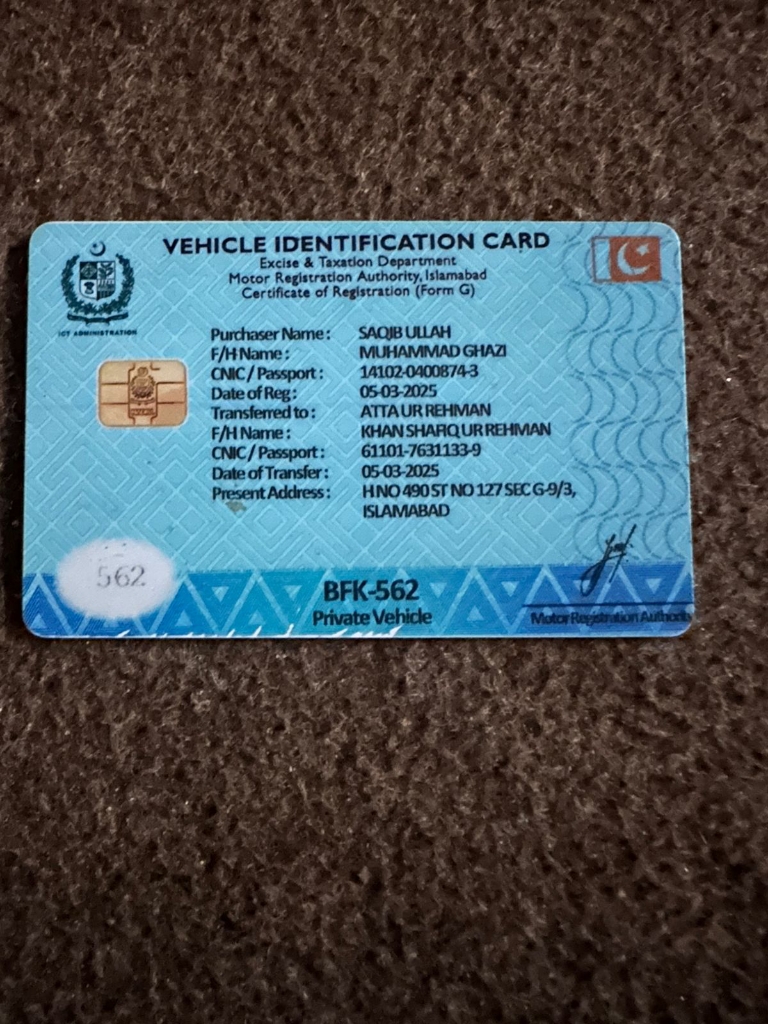 VEHICLE IDENTIFICATION CARD
Excise & Taxation Department
Motor Registration Authority, Islamabad
Certificate of Registration (Form G)
ICT ADMINISTRATION
Purchaser Name : SAQIB ULLAH
F/H Name : MUHAMMAD GHAZI
CNIC / Passport : 14102-0400874-3
Date of Reg : 05-03-2025
Transferred to : ATTA UR REHMAN
F/H Name : KHAN SHAFIQ UR REHMAN
CNIC / Passport : 61101-7631133-9
Date of Transfer : 05-03-2025
Present Address : H NO 490 ST NO 127 SEC G-9/3,
ISLAMABAD
562
BFK-562
Private Vehicle
Motor Registration Authority